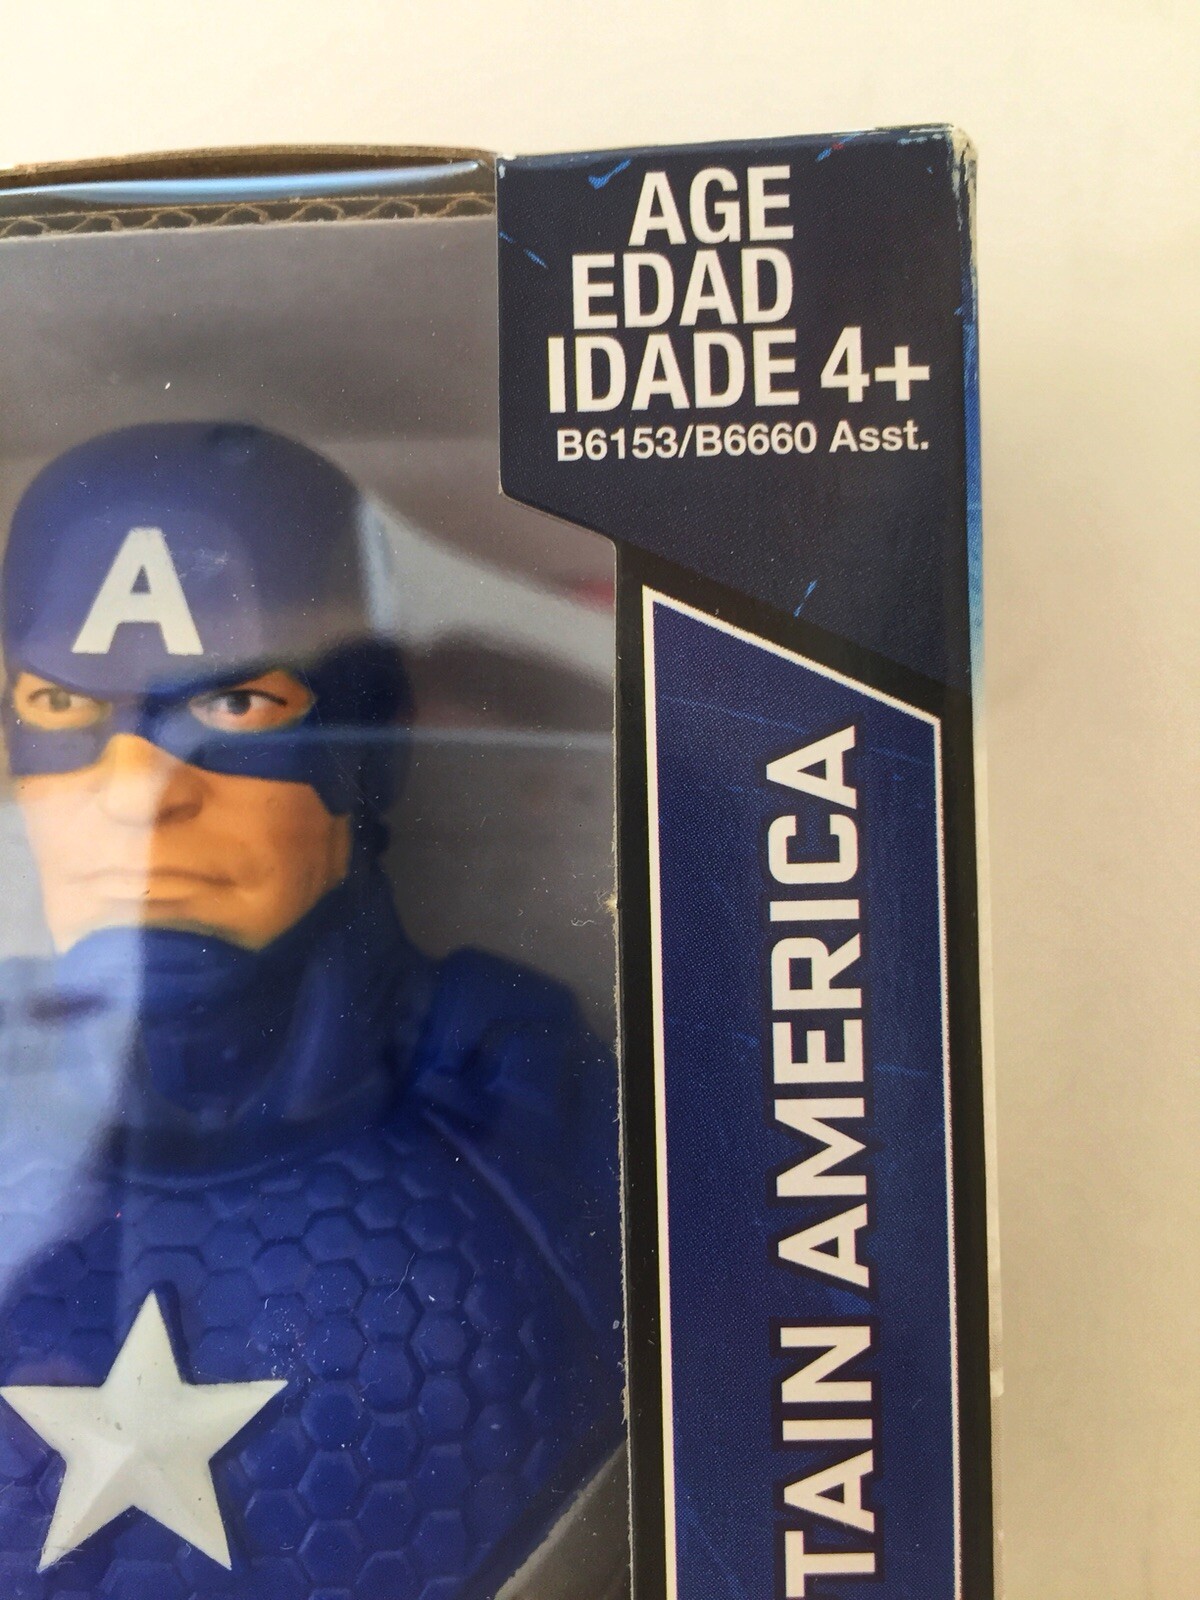 AGE
EDAD
IDADE 4+
B6153/B6660 Asst.
A
TAIN AMERICA